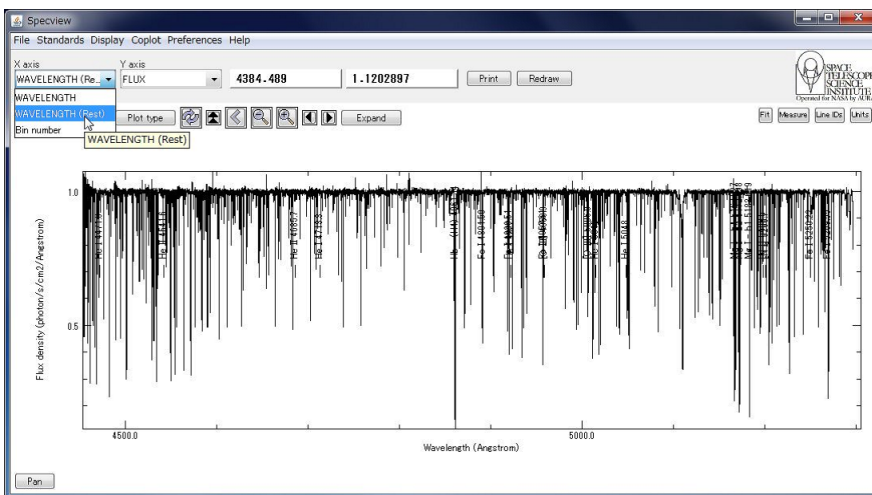 Specview
File Standards Display Coplot Preferences Help
X axis
Y axis
WAVELENGTH (Re...
FLUX
4384.489
1.1202897
Print
Redraw
SPACE
TELESCOPE
SCIENCE
INSTITUTE
Operated for NASA by AURA
WAVELENGTH
WAVELENGTH (Rest)
Bin number
WAVELENGTH (Rest)
Plot type
Expand
Fit
Measure
Line IDs
Units
1.0
0.5
Flux density (photon/s/cm2/Angstrom)
He I 4713.3
He I 5048
4500.0
5000.0
Wavelength (Angstrom)
Pan